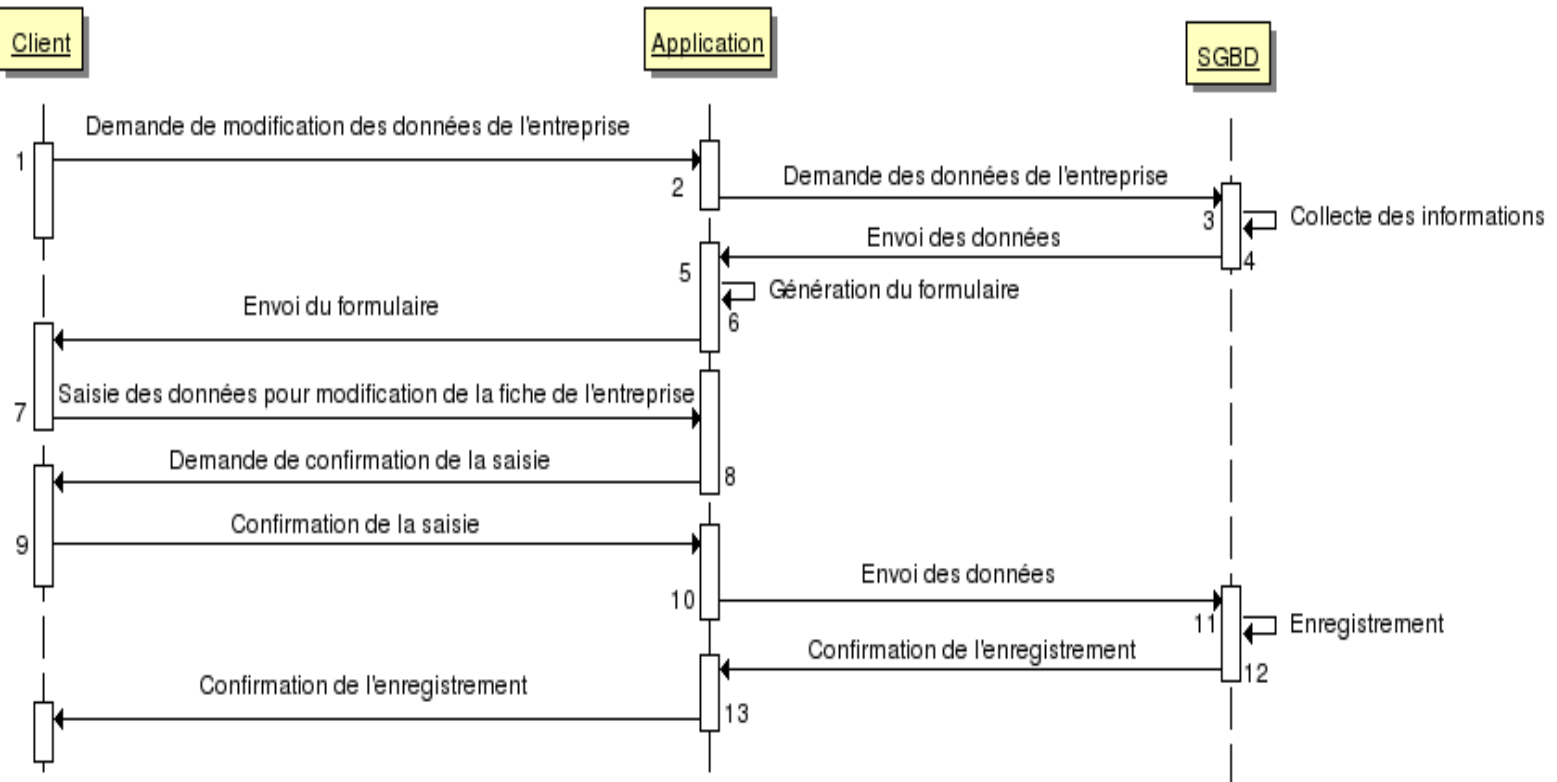 Client
Application
SGBD
Demande de modification des données de l'entreprise
1
2
Demande des données de l'entreprise
3
Collecte des informations
Envoi des données
4
5
Génération du formulaire
Envoi du formulaire
6
Saisie des données pour modification de la fiche de l'entreprise
7
Demande de confirmation de la saisie
8
Confirmation de la saisie
9
Envoi des données
10
11
Enregistrement
Confirmation de l'enregistrement
12
Confirmation de l'enregistrement
13